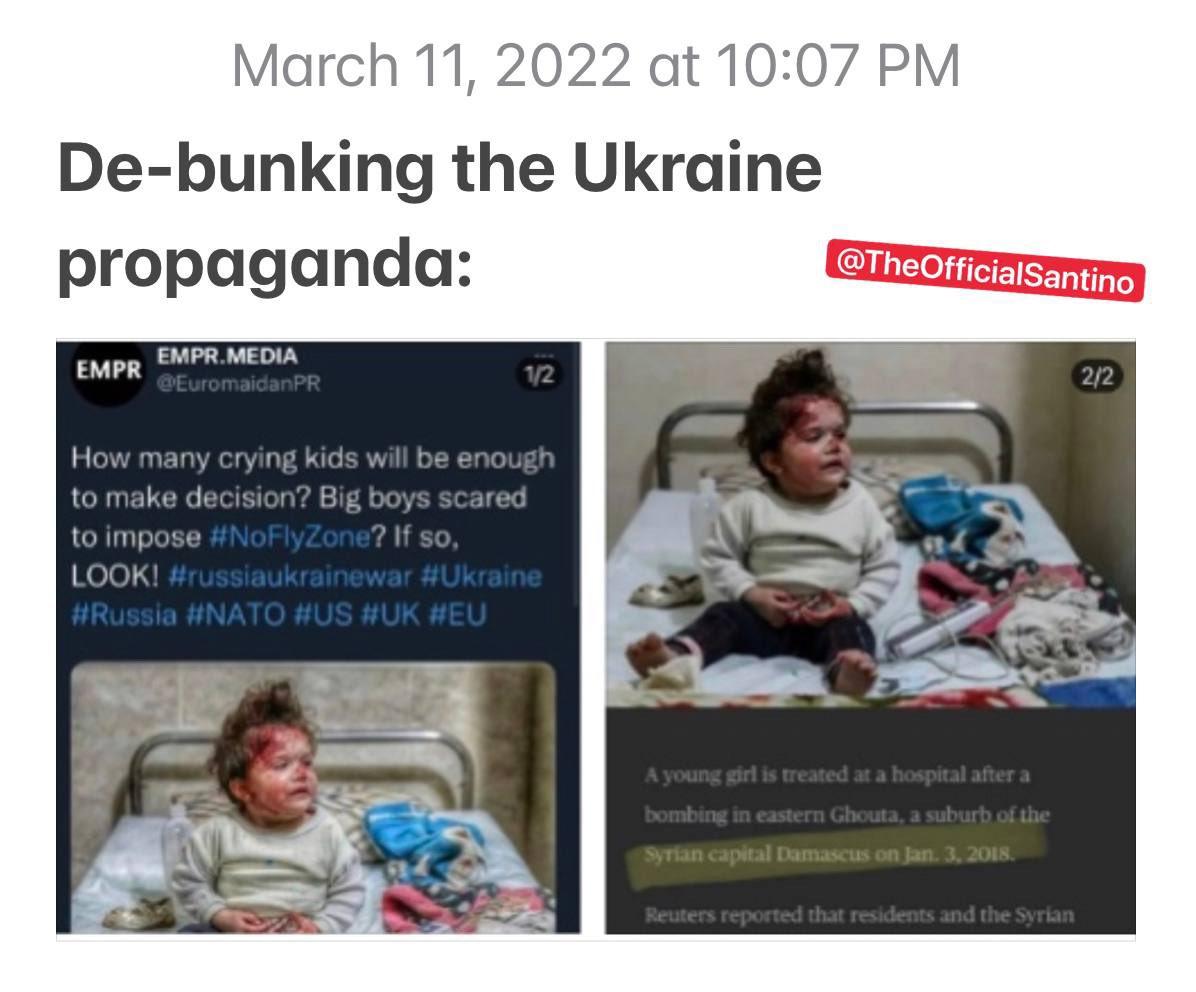 March 11, 2022 at 10:07 PM
De-bunking the Ukraine
propaganda:
@TheOfficialSantino
EMPR
EMPR.MEDIA
@EuromaidanPR
1/2
How many crying kids will be enough
to make decision? Big boys scared
to impose #NoFlyZone? If so,
LOOK! #russiaukrainewar #Ukraine
#Russia #NATO #US #UK #EU
2/2
A young girl is treated at a hospital after a
bombing in eastern Ghouta, a suburb of the
Syrian capital Damascus on Jan. 3, 2018.
Reuters reported that residents and the Syrian